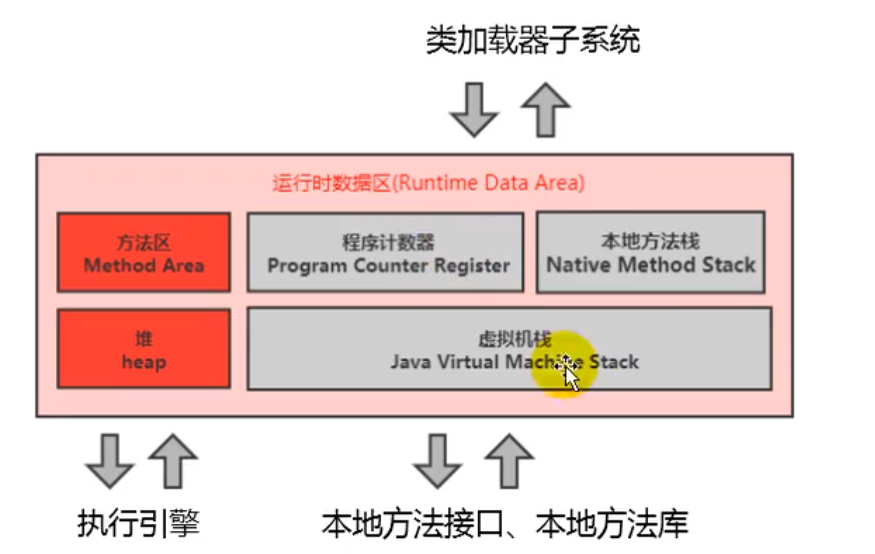 类加载器子系统
运行时数据区(Runtime Data Area)
方法区
Method Area
程序计数器
Program Counter Register
本地方法栈
Native Method Stack
堆
heap
虚拟机栈
Java Virtual Machine Stack
执行引擎
本地方法接口、本地方法库